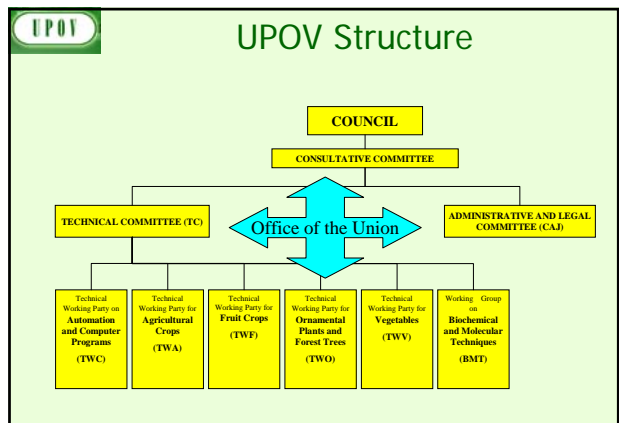 UPOV
UPOV Structure
COUNCIL
CONSULTATIVE COMMITTEE
TECHNICAL COMMITTEE (TC)
Office of the Union
ADMINISTRATIVE AND LEGAL
COMMITTEE (CAJ)
Technical
Working Party on
Automation
and Computer
Programs
(TWC)
Technical
Working Party for
Agricultural
Crops
(TWA)
Technical
Working Party for
Fruit Crops
(TWF)
Technical
Working Party for
Ornamental
Plants and
Forest Trees
(TWO)
Technical
Working Party for
Vegetables
(TWV)
Working Group
on
Biochemical
and Molecular
Techniques
(BMT)